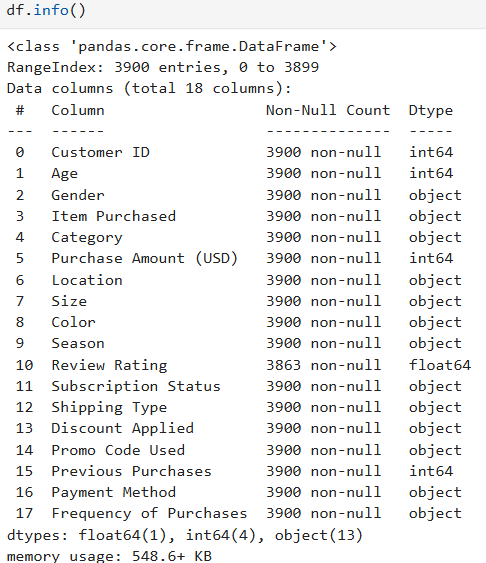 df.info()
<class 'pandas.core.frame.DataFrame'>
RangeIndex: 3900 entries, 0 to 3899
Data columns (total 18 columns):
 #   Column                  Non-Null Count  Dtype
---  ------                  --------------  -----
 0   Customer ID             3900 non-null   int64
 1   Age                     3900 non-null   int64
 2   Gender                  3900 non-null   object
 3   Item Purchased          3900 non-null   object
 4   Category                3900 non-null   object
 5   Purchase Amount (USD)   3900 non-null   int64
 6   Location                3900 non-null   object
 7   Size                    3900 non-null   object
 8   Color                   3900 non-null   object
 9   Season                  3900 non-null   object
 10  Review Rating           3863 non-null   float64
 11  Subscription Status     3900 non-null   object
 12  Shipping Type           3900 non-null   object
 13  Discount Applied        3900 non-null   object
 14  Promo Code Used         3900 non-null   object
 15  Previous Purchases      3900 non-null   int64
 16  Payment Method          3900 non-null   object
 17  Frequency of Purchases  3900 non-null   object
dtypes: float64(1), int64(4), object(13)
memory usage: 548.6+ KB